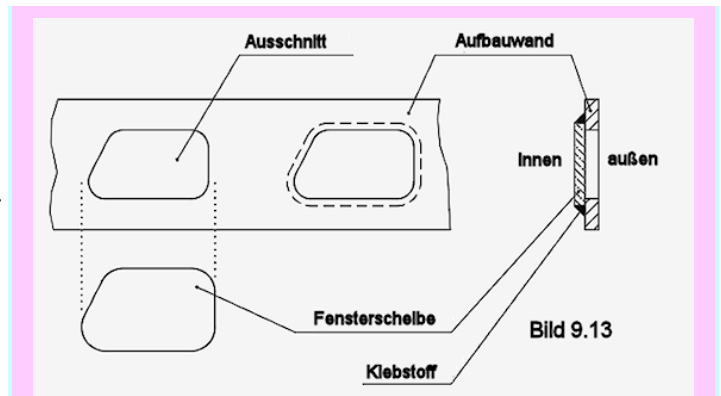 Ausschnitt
Aufbauwand
Innen
außen
Fensterscheibe
Bild 9.13
Klebstoff